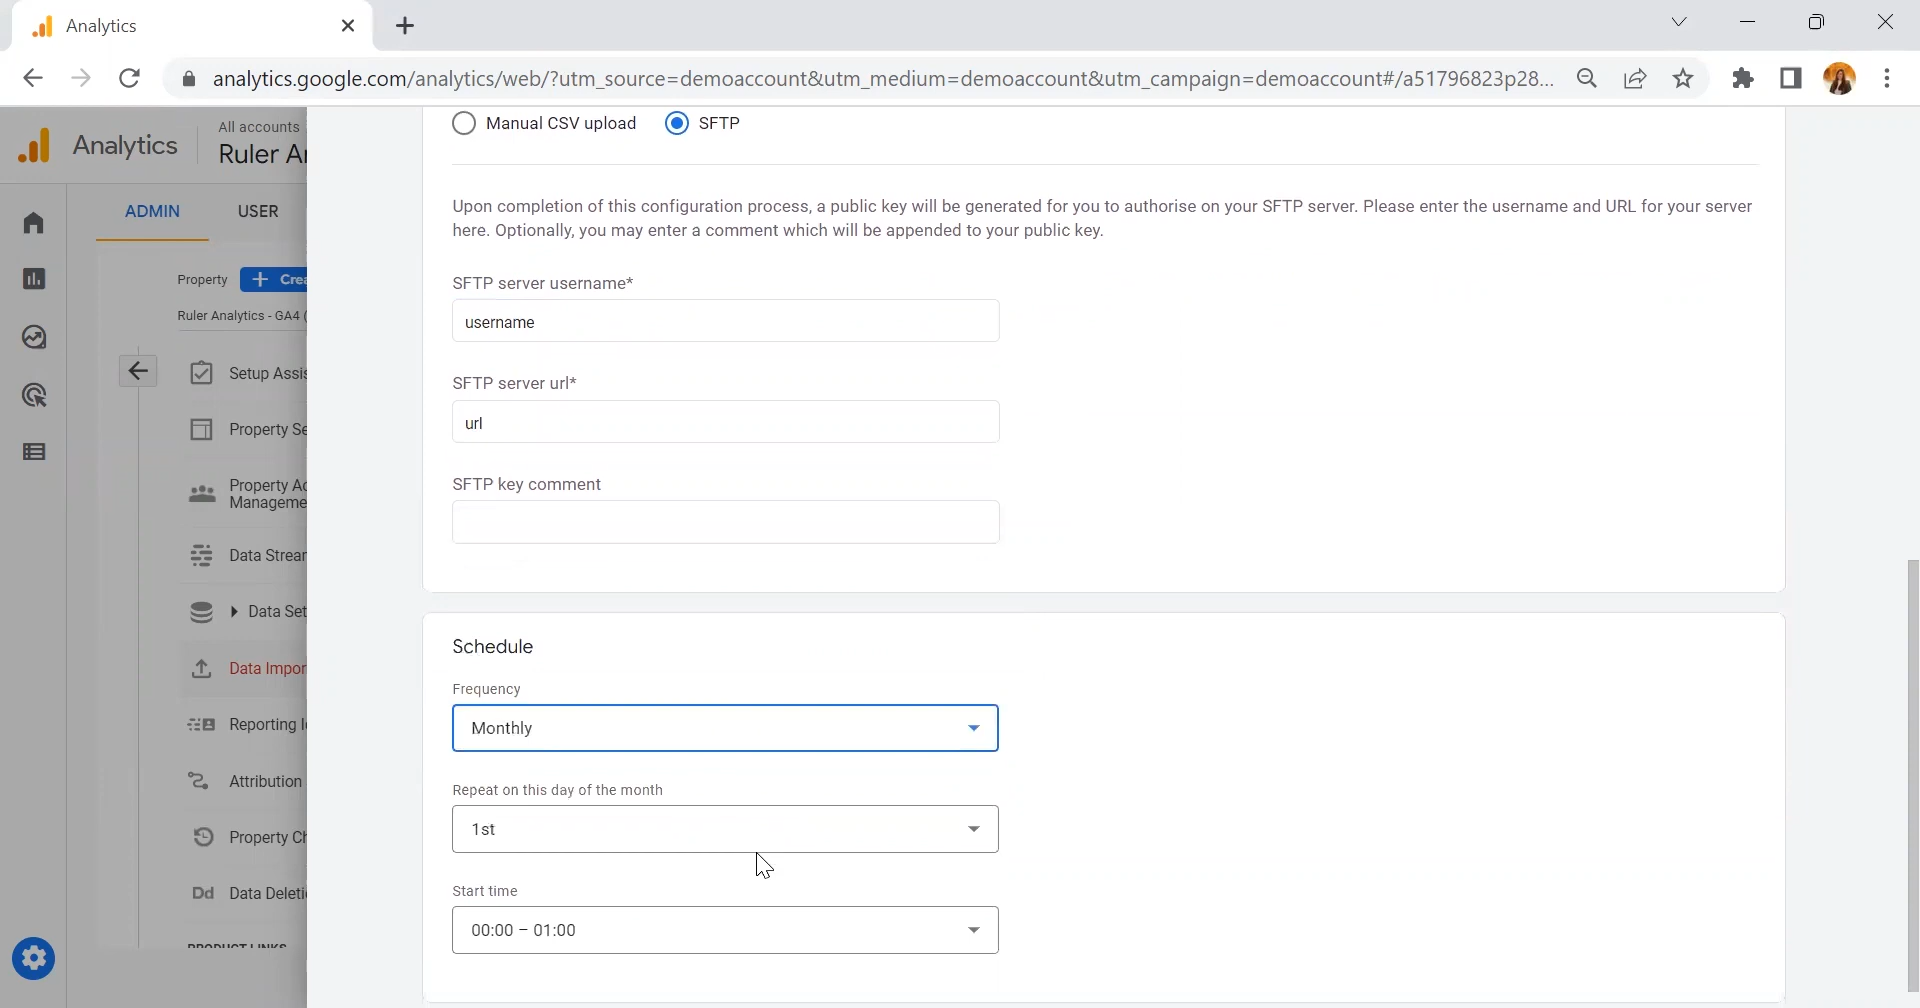 Analytics
analytics.google.com/analytics/web/?utm_source=demoaccount&utm_medium=demoaccount&utm_campaign=demoaccount#/a51796823p28...
Analytics
All accounts
Ruler Ar
ADMIN USER
Property
+ Crea
Ruler Analytics - GA4 (
Setup Assis
Property Se
Property Ac
Manageme
Data Strear
Data Set
Data Impor
Reporting I
Attribution
Property Ch
Dd Data Deleti
PRODUCT LINKS
Manual CSV upload SFTP
Upon completion of this configuration process, a public key will be generated for you to authorise on your SFTP server. Please enter the username and URL for your server
here. Optionally, you may enter a comment which will be appended to your public key.
SFTP server username*
username
SFTP server url*
url
SFTP key comment
Schedule
Frequency
Monthly
Repeat on this day of the month
1st
Start time
00:00 – 01:00